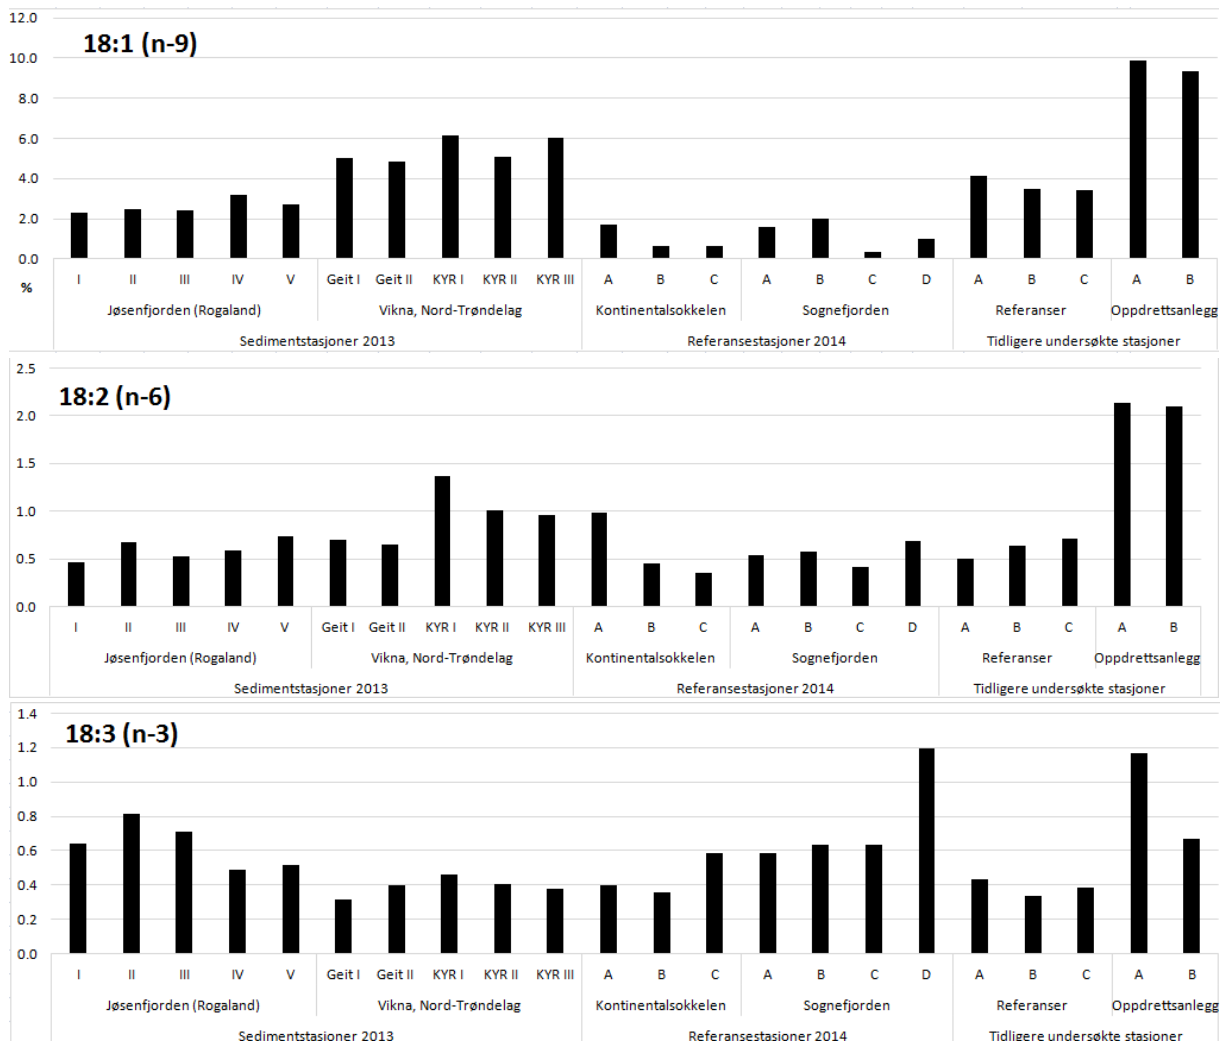 12.0
18:1 (n-9)
10.0
8.0
6.0
4.0
2.0
0.0
%
I II III IV V Geit I Geit II KYR I KYR II KYR III A B C A B C D A B C A B
Jøsenfjorden (Rogaland) Vikna, Nord-Trøndelag Kontinentalsokkelen Sognefjorden Referanser Oppdrettsanlegg
Sedimentstasjoner 2013 Referansestasjoner 2014 Tidligere undersøkte stasjoner
2.5
18:2 (n-6)
2.0
1.5
1.0
0.5
0.0
I II III IV V Geit I Geit II KYR I KYR II KYR III A B C A B C D A B C A B
Jøsenfjorden (Rogaland) Vikna, Nord-Trøndelag Kontinentalsokkelen Sognefjorden Referanser Oppdrettsanlegg
Sedimentstasjoner 2013 Referansestasjoner 2014 Tidligere undersøkte stasjoner
1.4
18:3 (n-3)
1.2
1.0
0.8
0.6
0.4
0.2
0.0
I II III IV V Geit I Geit II KYR I KYR II KYR III A B C A B C D A B C A B
Jøsenfjorden (Rogaland) Vikna, Nord-Trøndelag Kontinentalsokkelen Sognefjorden Referanser Oppdrettsanlegg
Sedimentstasjoner 2013 Referansestasjoner 2014 Tidligere undersøkte stasjoner